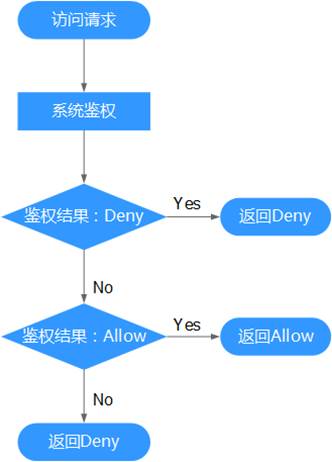 访问请求
系统鉴权
鉴权结果：Deny
Yes
返回Deny
No
鉴权结果：Allow
Yes
返回Allow
No
返回Deny